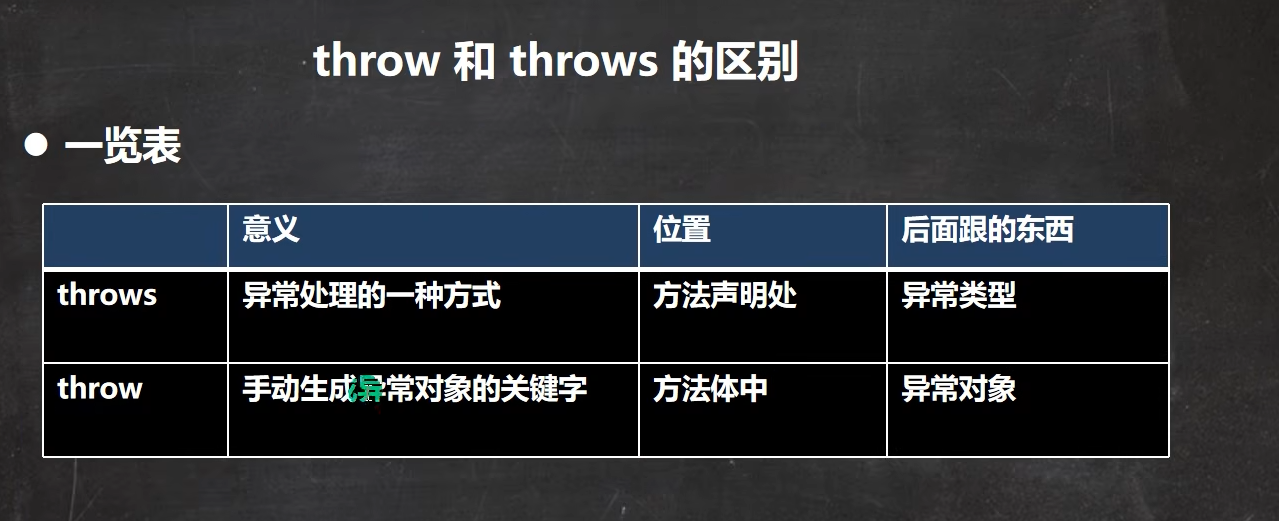 throw 和 throws 的区别
● 一览表
意义 位置 后面跟的东西
throws 异常处理的一种方式 方法声明处 异常类型
throw 手动生成异常对象的关键字 方法体中 异常对象